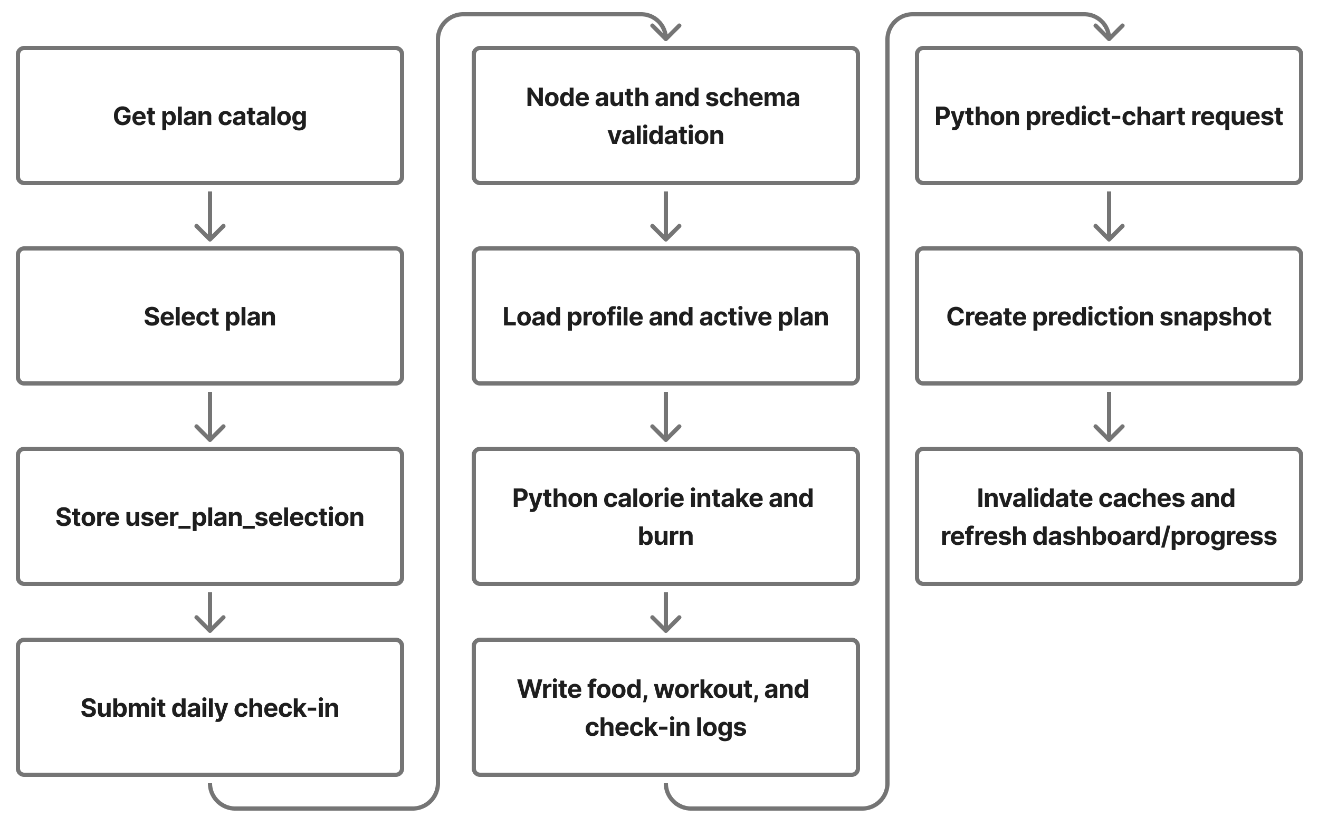 Get plan catalog
Select plan
Store user_plan_selection
Submit daily check-in
Node auth and schema
validation
Load profile and active plan
Python calorie intake and
burn
Write food, workout, and
check-in logs
Python predict-chart request
Create prediction snapshot
Invalidate caches and
refresh dashboard/progress